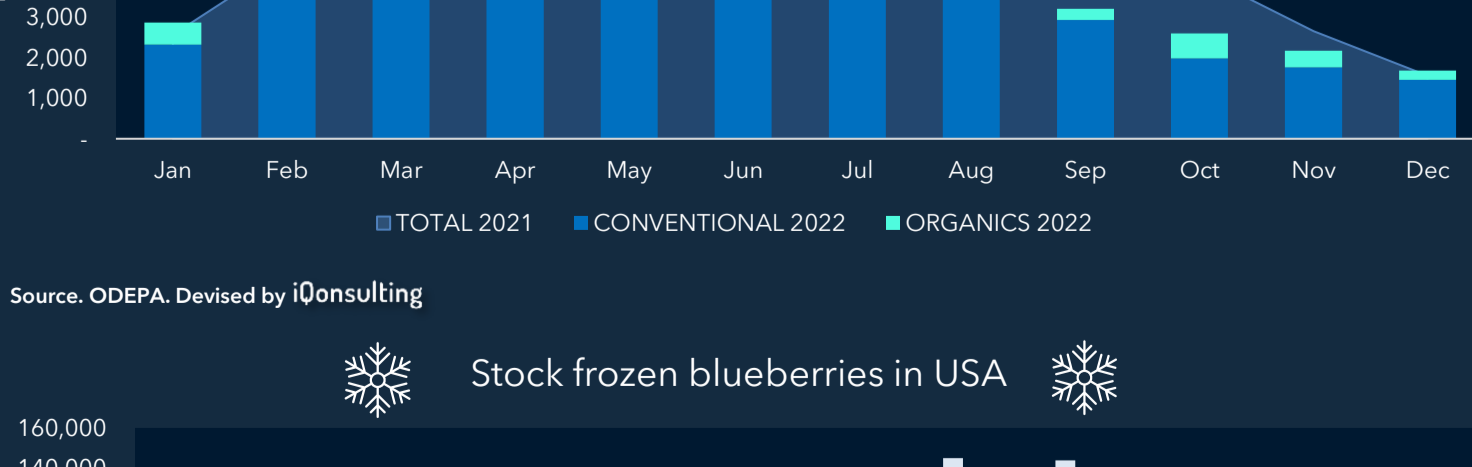 3,000
2,000
1,000
-
Jan Feb Mar Apr May Jun Jul Aug Sep Oct Nov Dec
TOTAL 2021 CONVENTIONAL 2022 ORGANICS 2022
Source. ODEPA. Devised by iQonsulting
Stock frozen blueberries in USA
160,000
140,000